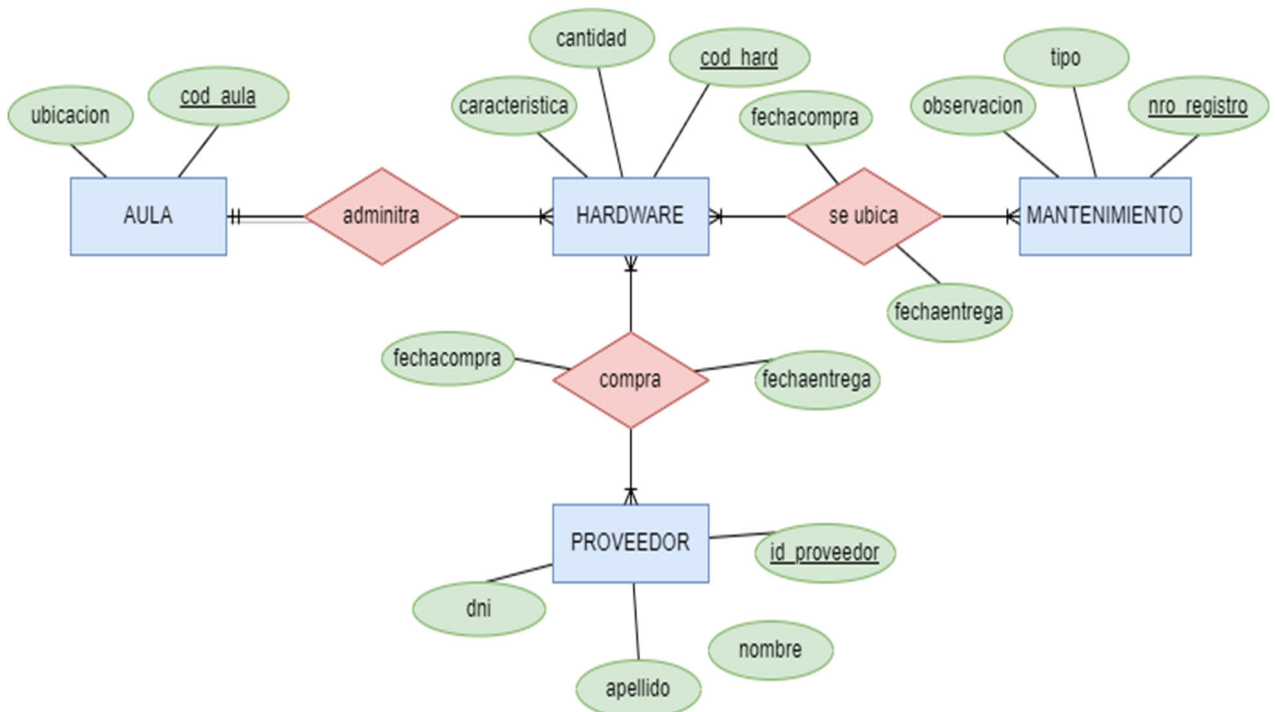 cantidad
tipo
cod_hard
ubicacion
cod_aula
caracteristica
fechacompra
observacion
nro_registro
AULA
adminitra
HARDWARE
se ubica
MANTENIMIENTO
fechaentrega
fechacompra
compra
fechaentrega
PROVEEDOR
id_proveedor
dni
nombre
apellido